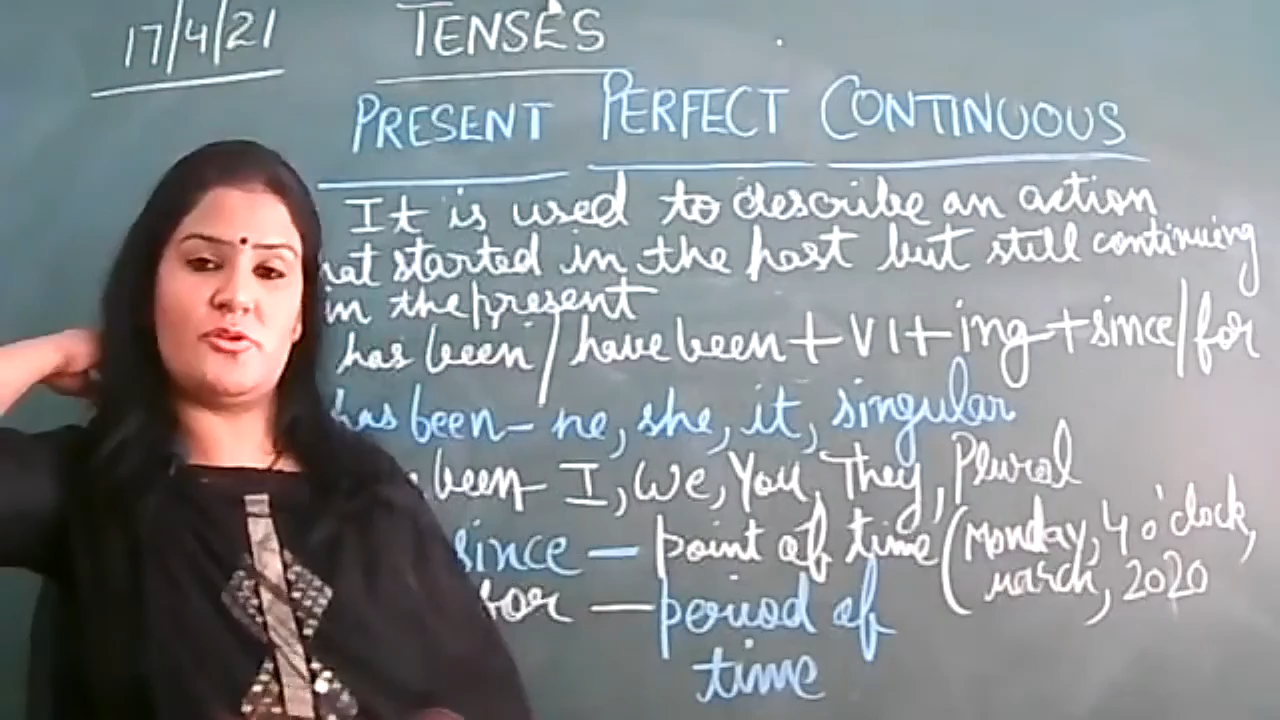 17/4/21 TENSES
PRESENT PERFECT CONTINUOUS
It is used to describe an action
hat started in the past but still continuing
in the present
has been/have been+V1+ing+since/for
has been- he, she, it, singular
been- I, We, You, They, Plural
since - point of time (Monday, 4 o'clock,
March, 2020
for - period of
time